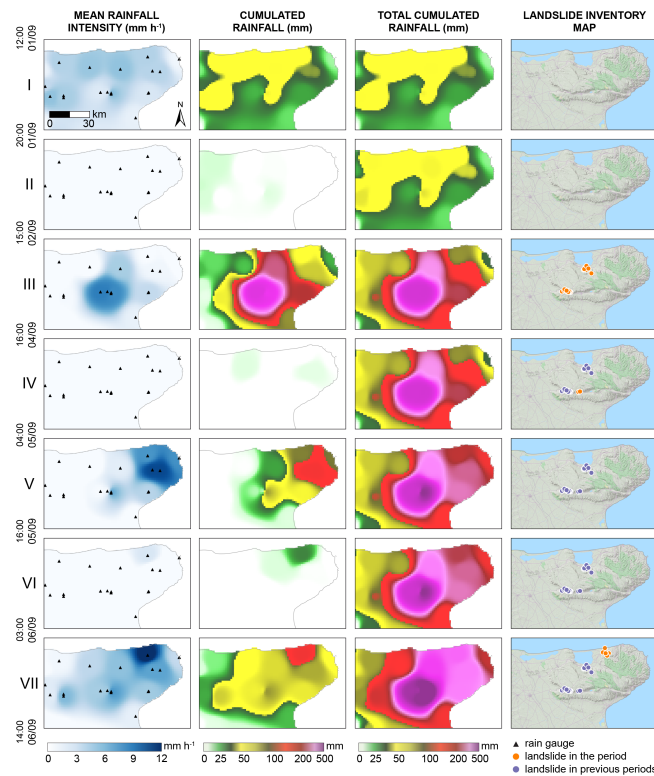 MEAN RAINFALL
INTENSITY (mm h-1)
CUMULATED
RAINFALL (mm)
TOTAL CUMULATED
RAINFALL (mm)
LANDSLIDE INVENTORY
MAP
12:00
01/09
I
km
0 30
N
20:00
01/09
II
15:00
02/09
III
16:00
04/09
IV
04:00
05/09
V
16:00
05/09
VI
03:00
06/09
VII
14:00
06/09
mm h-1
0 3 6 9 12
mm
0 25 50 100 200 500
mm
0 25 50 100 200 500
rain gauge
landslide in the period
landslide in previous periods